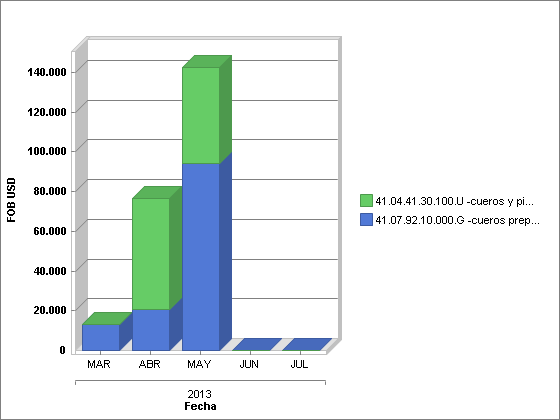 140.000
120.000
100.000
80.000
60.000
40.000
20.000
0
FOB USD
MAR ABR MAY JUN JUL
2013
Fecha
41.04.41.30.100.U -cueros y pi...
41.07.92.10.000.G -cueros prep...